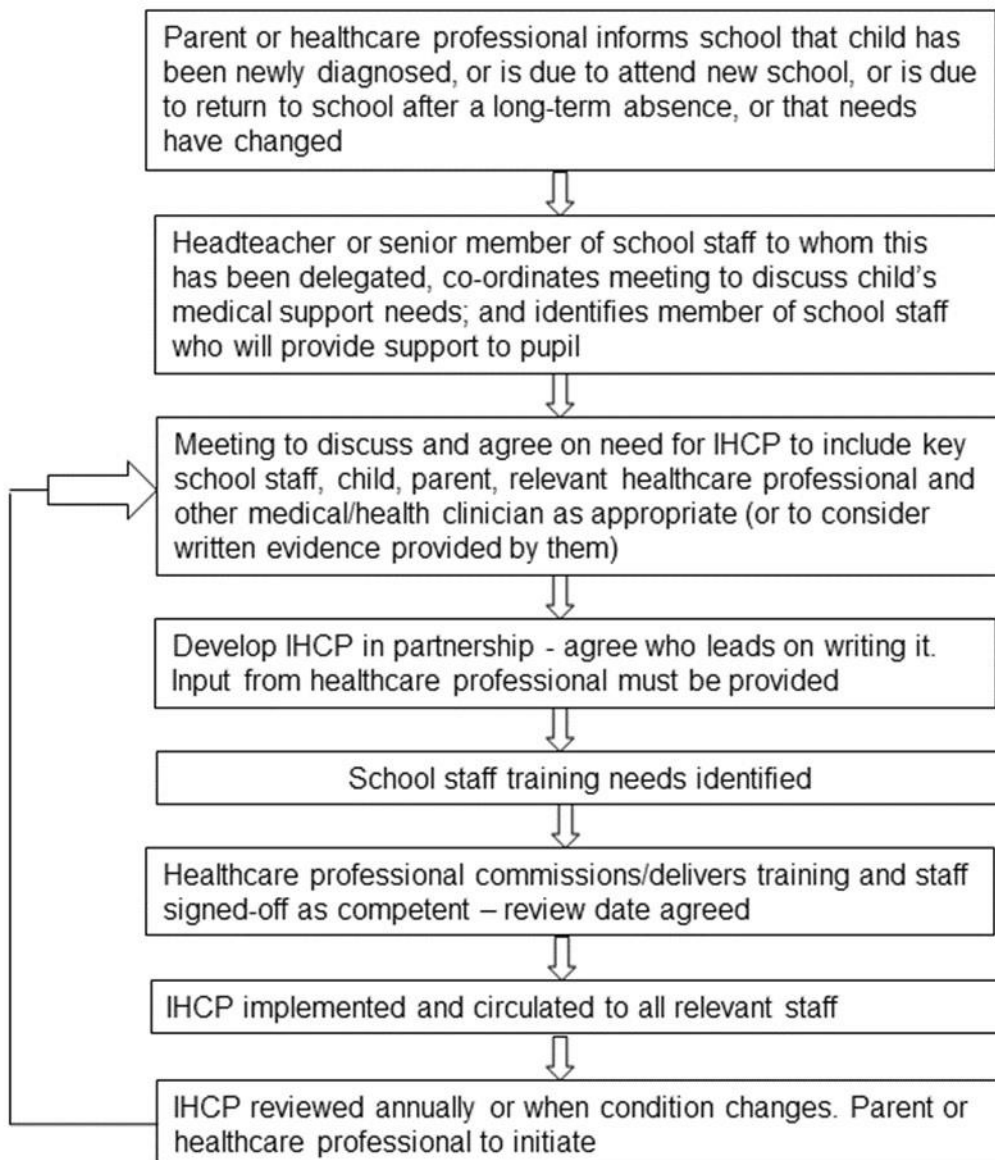 Parent or healthcare professional informs school that child has
been newly diagnosed, or is due to attend new school, or is due
to return to school after a long-term absence, or that needs
have changed
Headteacher or senior member of school staff to whom this
has been delegated, co-ordinates meeting to discuss child's
medical support needs; and identifies member of school staff
who will provide support to pupil
Meeting to discuss and agree on need for IHCP to include key
school staff, child, parent, relevant healthcare professional and
other medical/health clinician as appropriate (or to consider
written evidence provided by them)
Develop IHCP in partnership - agree who leads on writing it.
Input from healthcare professional must be provided
School staff training needs identified
Healthcare professional commissions/delivers training and staff
signed-off as competent – review date agreed
IHCP implemented and circulated to all relevant staff
IHCP reviewed annually or when condition changes. Parent or
healthcare professional to initiate